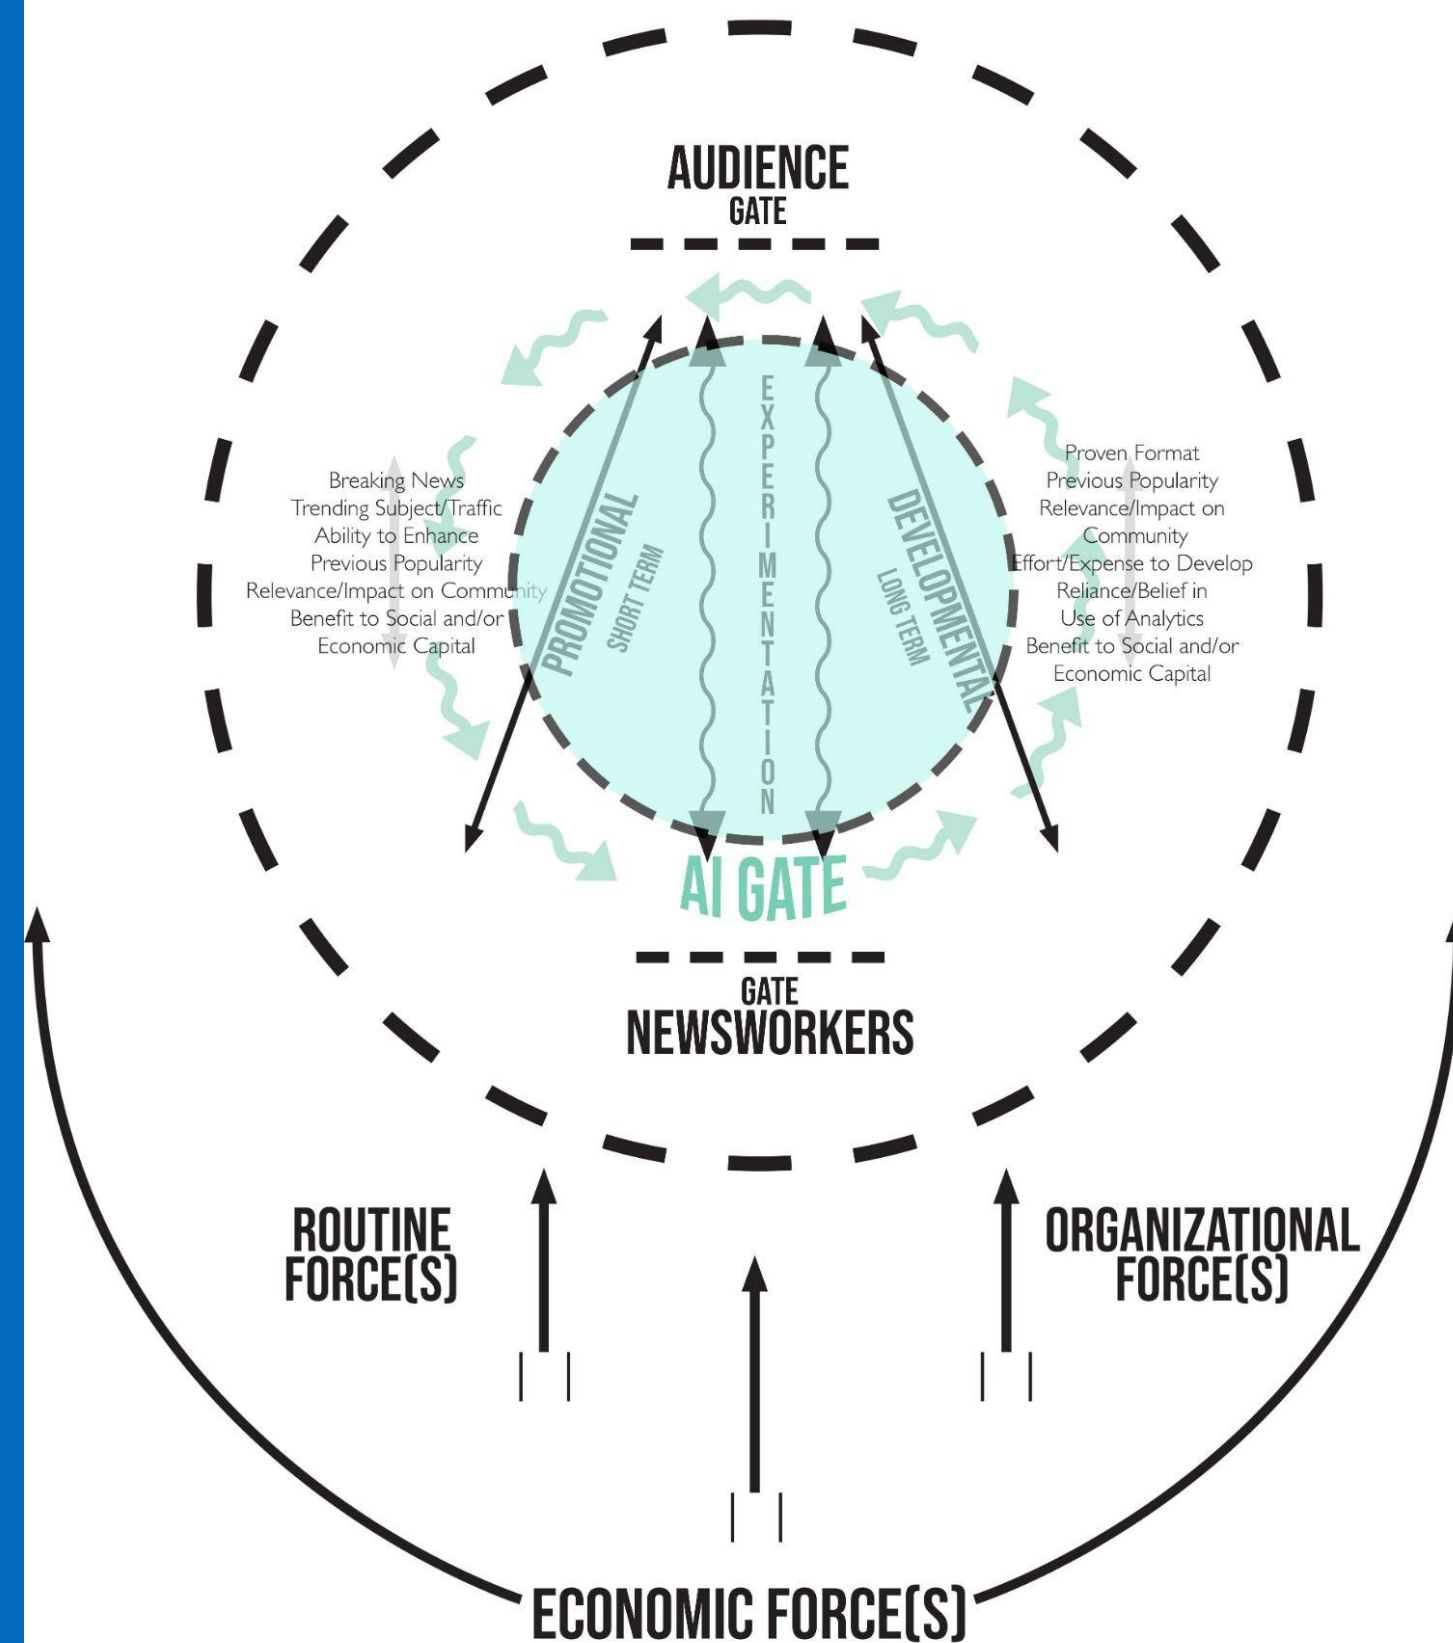 AUDIENCE
GATE
EXPERIMENTATION
Breaking News
Trending Subject/Traffic
Ability to Enhance
Previous Popularity
Relevance/Impact on Community
Benefit to Social and/or
Economic Capital
PROMOTIONAL
SHORT TERM
DEVELOPMENTAL
LONG TERM
Proven Format
Previous Popularity
Relevance/Impact on
Community
Effort/Expense to Develop
Reliance/Belief in
Use of Analytics
Benefit to Social and/or
Economic Capital
AI GATE
GATE
NEWSWORKERS
ROUTINE
FORCE(S)
ORGANIZATIONAL
FORCE(S)
ECONOMIC FORCE(S)